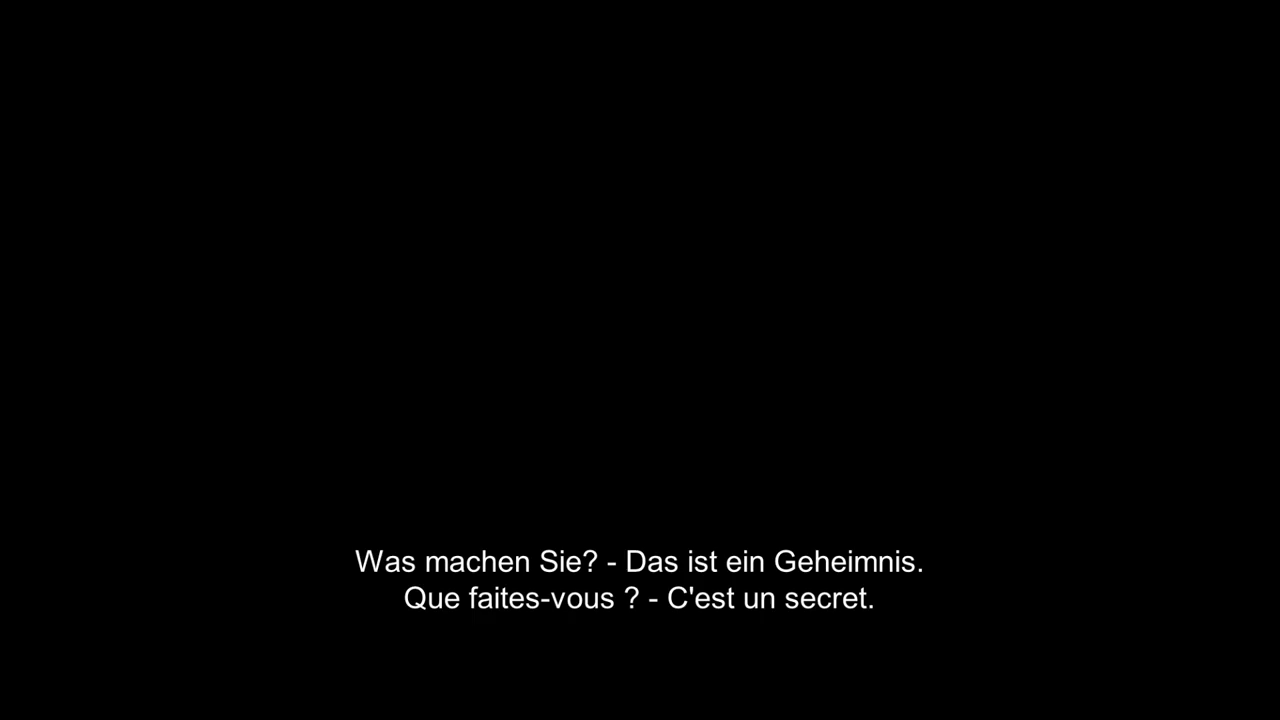 Was machen Sie? - Das ist ein Geheimnis.
Que faites-vous ? - C'est un secret.